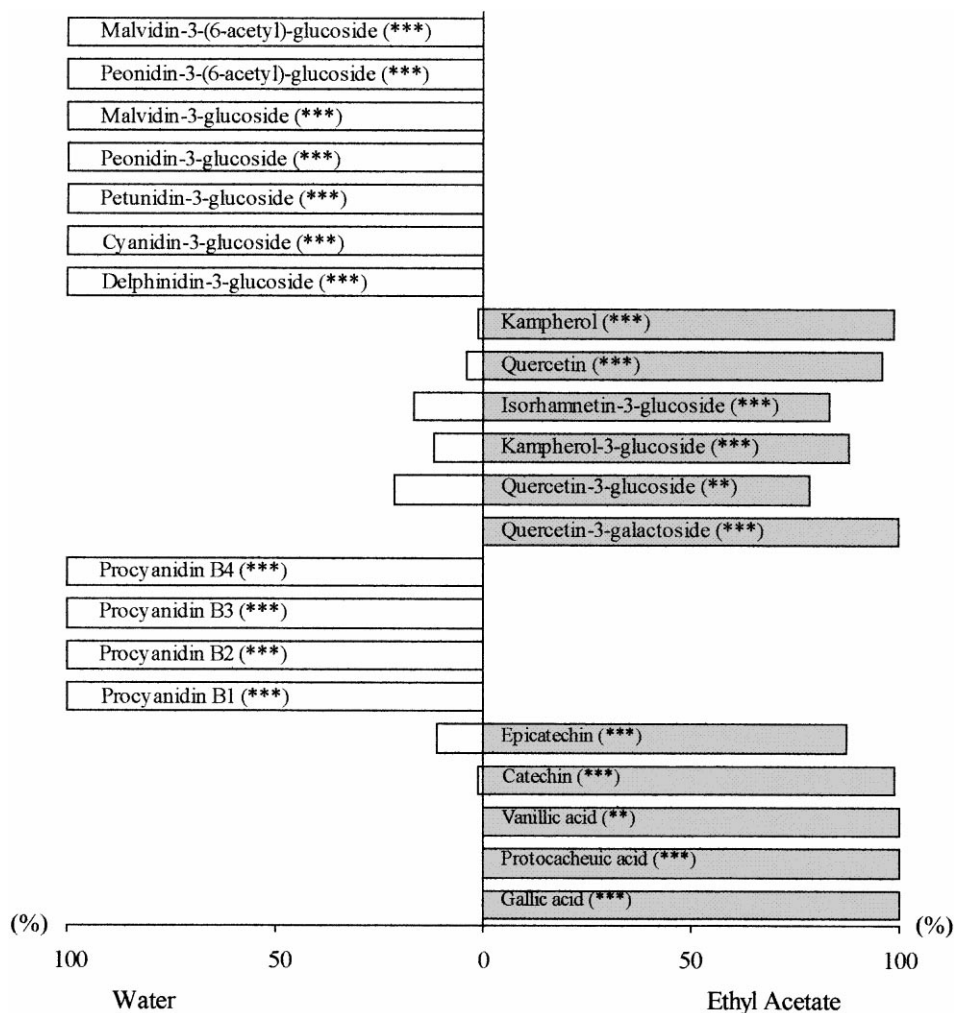 Malvidin-3-(6-acetyl)-glucoside (***)
Peonidin-3-(6-acetyl)-glucoside (***)
Malvidin-3-glucoside (***)
Peonidin-3-glucoside (***)
Petunidin-3-glucoside (***)
Cyanidin-3-glucoside (***)
Delphinidin-3-glucoside (***)
Kampherol (***)
Quercetin (***)
Isorhamnetin-3-glucoside (***)
Kampherol-3-glucoside (***)
Quercetin-3-glucoside (**)
Quercetin-3-galactoside (***)
Procyanidin B4 (***)
Procyanidin B3 (***)
Procyanidin B2 (***)
Procyanidin B1 (***)
Epicatechin (***)
Catechin (***)
Vanillic acid (**)
Protocacheuic acid (***)
Gallic acid (***)
(%) (%)
100 50 0 50 100
Water Ethyl Acetate